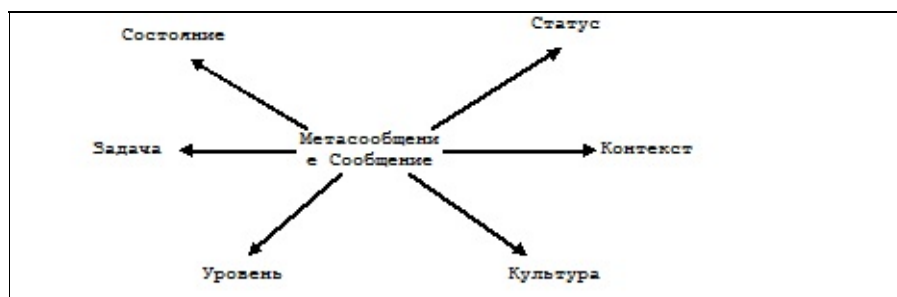 Состояние
Статус
Метасообщени
е Сообщение
Задача
Контекст
Уровень
Культура